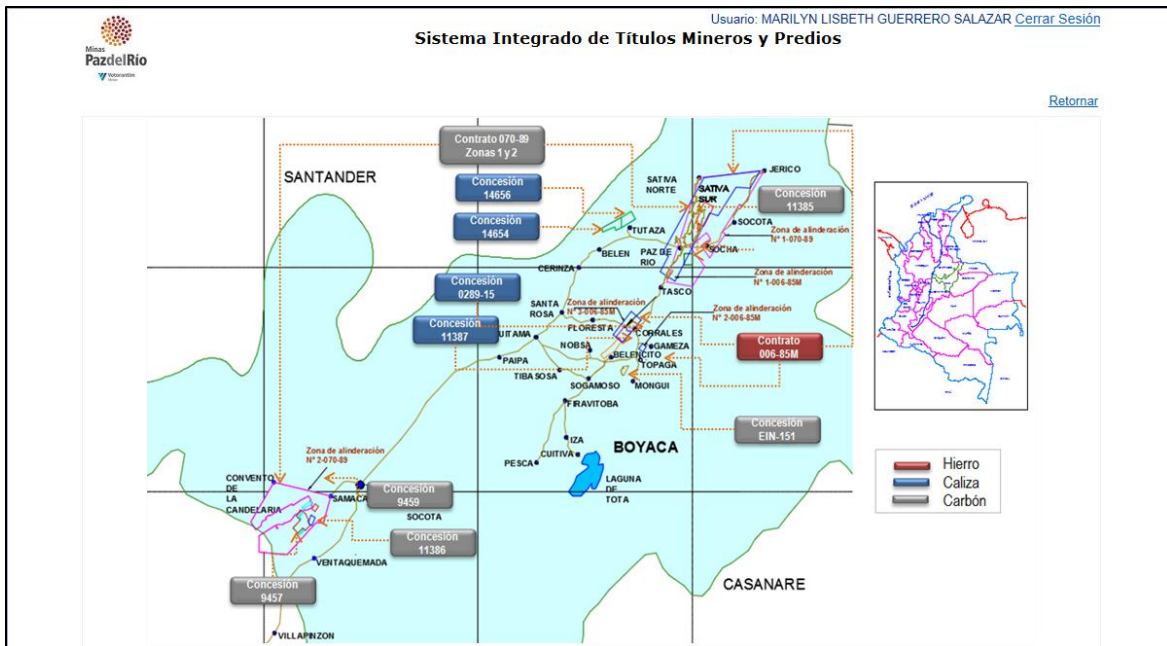 Usuario: MARILYN LISBETH GUERRERO SALAZAR Cerrar Sesión
Minas
PazdelRío
Votorantim
Sistema Integrado de Títulos Mineros y Predios
Retornar
Contrato 070-89
Zonas 1 y 2
SANTANDER
Concesión
14656
Concesión
14654
SATIVA
NORTE
SATIVA
SUR
JERICO
Concesión
11385
SOCOTA
Zona de alinderación
N° 1-070-89
TUTAZA
BELEN
PAZ DE
RIO
SOCHA
CERINZA
Zona de alinderación
N° 1-006-85M
TASCO
Concesión
0289-15
SANTA
ROSA
Zona de alinderación
N° 3-006-85M
Zona de alinderación
N° 2-006-85M
Concesión
11387
FLORESTA
CORRALES
UITAMA
NOBSA
GAMEZA
Contrato
006-85M
PAIPA
BELENCITO
TOPAGA
TIBASOSA
SOGAMOSO
MONGUI
FIRAVITOBA
Concesión
EIN-151
IZA
CUITIVA
BOYACA
PESCA
LAGUNA
DE
TOTA
Zona de alinderación
N° 2-070-89
CONVENTO
DE
LA
CANDELARIA
SAMACA
Concesión
9459
SOCOTA
Concesión
11386
VENTAQUEMADA
Concesión
9457
CASANARE
VILLAPINZON
Hierro
Caliza
Carbón